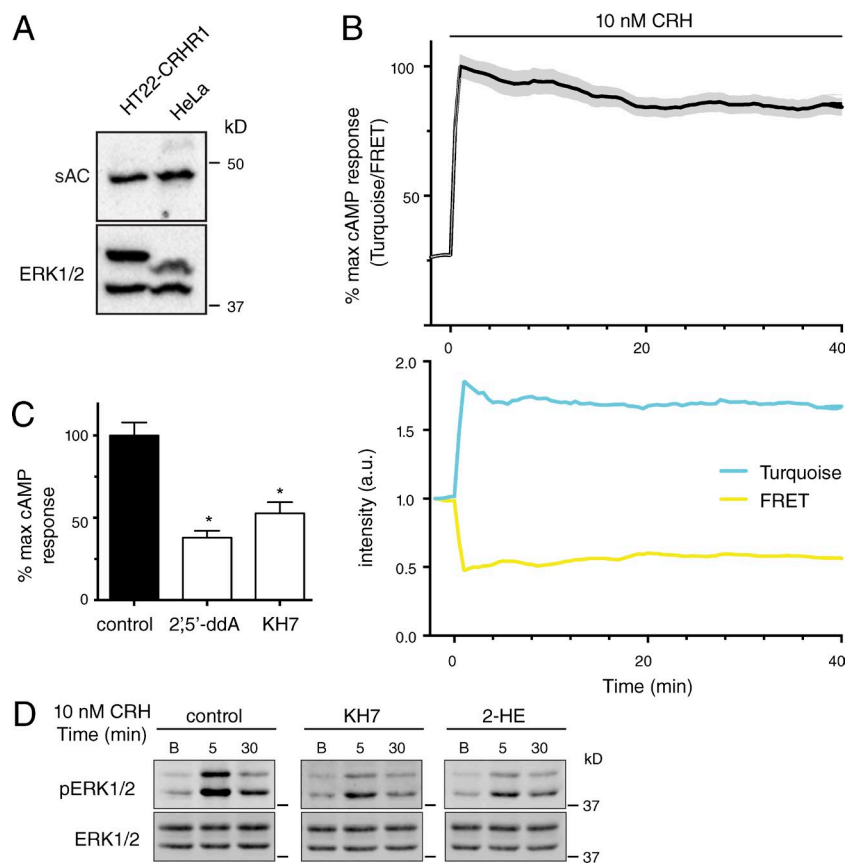 A
HT22-CRHR1
HeLa
kD
sAC
50
ERK1/2
37
B
10 nM CRH
% max cAMP response
(Turquoise/FRET)
100
50
0
20
40
intensity (a.u.)
2.0
1.5
1.0
0.5
0.0
Turquoise
FRET
0
20
40
Time (min)
C
% max cAMP
response
100
50
0
control
2',5'-ddA
KH7
*
*
D
10 nM CRH
Time (min)
control
KH7
2-HE
B
5
30
B
5
30
B
5
30
kD
pERK1/2
37
ERK1/2
37